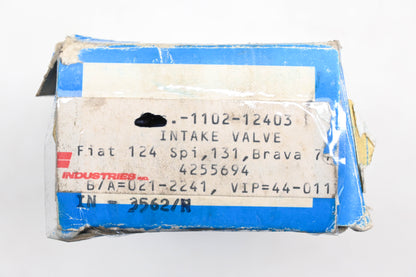 .-1102-12403
INTAKE VALVE
Fiat 124 Spi,131,Brava 7
4255694
INDUSTRIES INC.
B/A=021-2241, VIP=44-011
IN - 3562/R